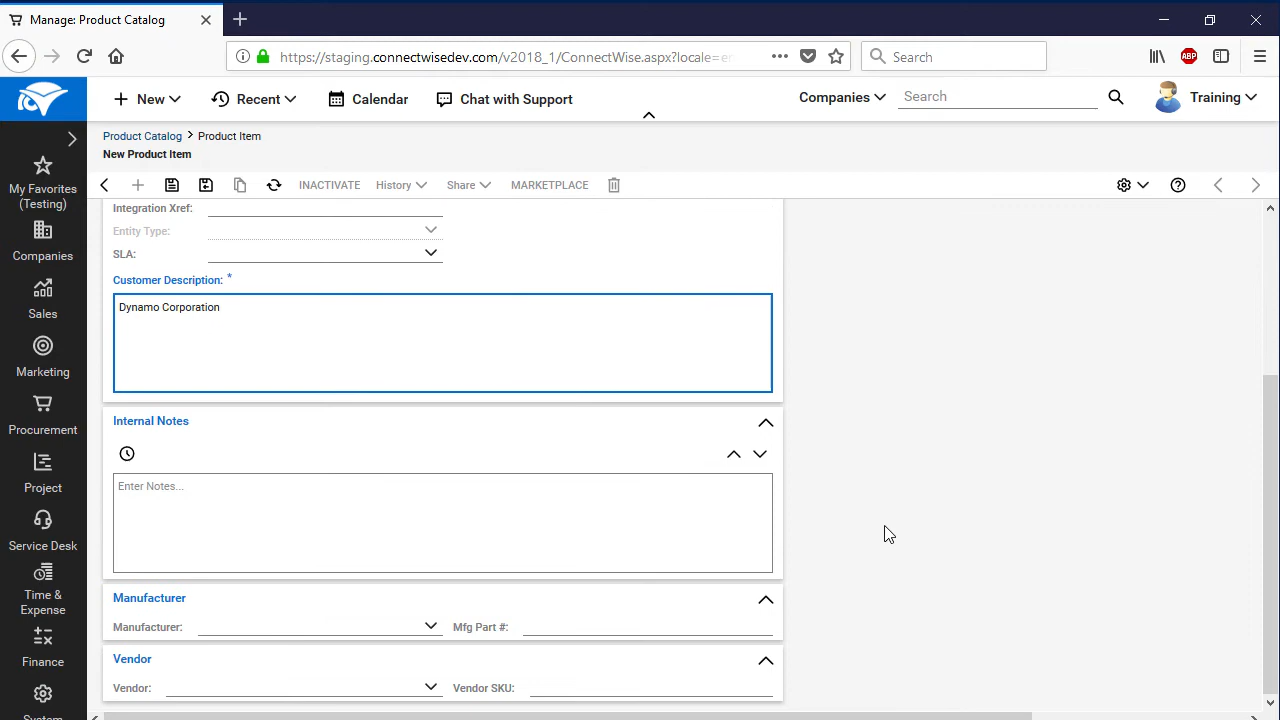 Manage: Product Catalog
https://staging.connectwisedev.com/v2018_1/ConnectWise.aspx?locale=e
Search
ABP
New
Recent
Calendar
Chat with Support
Companies
Search
Training
Product Catalog > Product Item
New Product Item
INACTIVATE
History
Share
MARKETPLACE
My Favorites
(Testing)
Companies
Sales
Marketing
Procurement
Project
Service Desk
Time &
Expense
Finance
System
Integration Xref:
Entity Type:
SLA:
Customer Description: *
Dynamo Corporation
Internal Notes
Enter Notes...
Manufacturer
Manufacturer:
Mfg Part #:
Vendor
Vendor:
Vendor SKU: